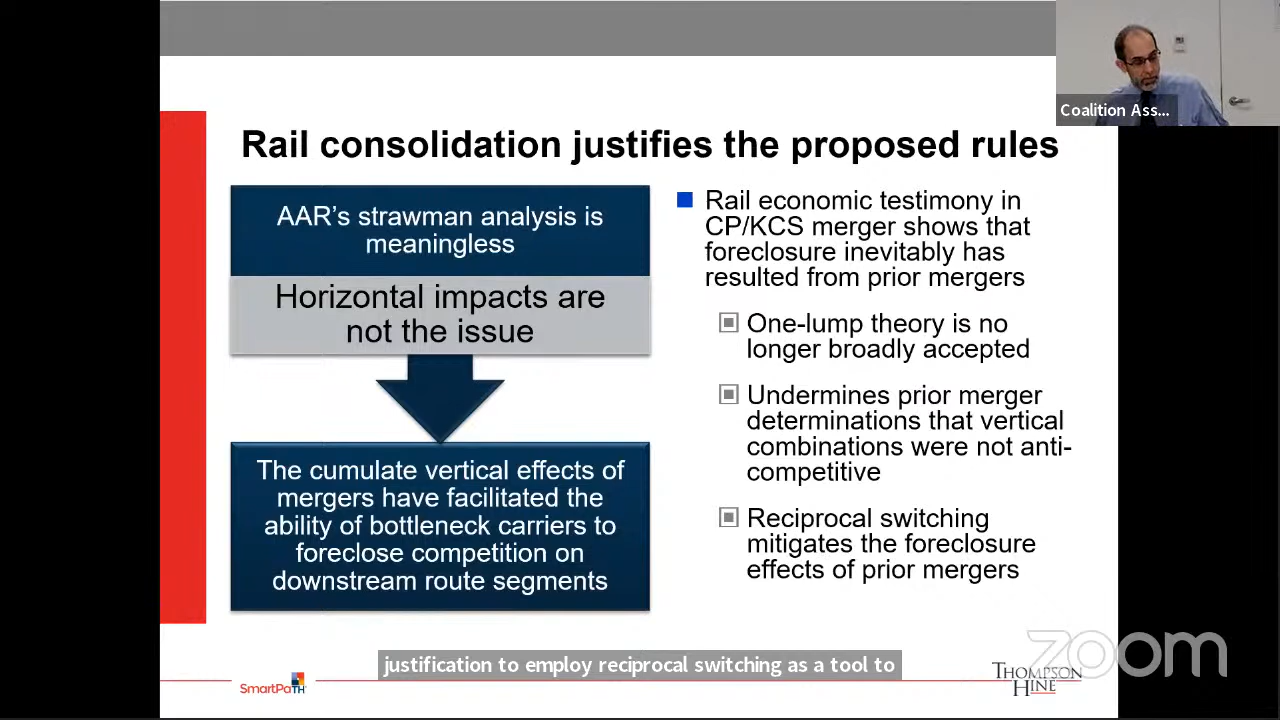 Coalition Ass...
Rail consolidation justifies the proposed rules
AAR's strawman analysis is
meaningless
Horizontal impacts are
not the issue
The cumulate vertical effects of
mergers have facilitated the
ability of bottleneck carriers to
foreclose competition on
downstream route segments
Rail economic testimony in
CP/KCS merger shows that
foreclosure inevitably has
resulted from prior mergers
One-lump theory is no
longer broadly accepted
Undermines prior merger
determinations that vertical
combinations were not anti-
competitive
Reciprocal switching
mitigates the foreclosure
effects of prior mergers
justification to employ reciprocal switching as a tool to
SmartPaTH
THOMPSON
HINE
zoom